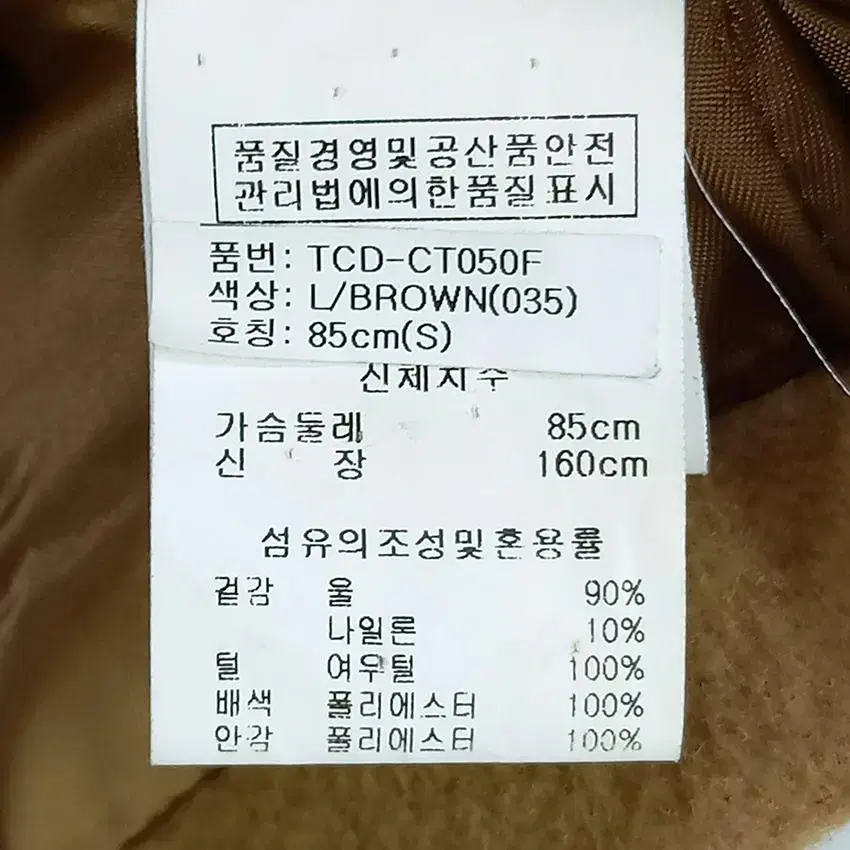 품질경영및공산품안전
관리법에의한품질표시
품번: TCD-CT050F
색상: L/BROWN(035)
호칭: 85cm(S)
신체치수
가슴둘레 85cm
신 장 160cm
섬유의조성및혼용률
겉감 울 90%
나일론 10%
털 여우털 100%
배색 폴리에스터 100%
안감 폴리에스터 100%